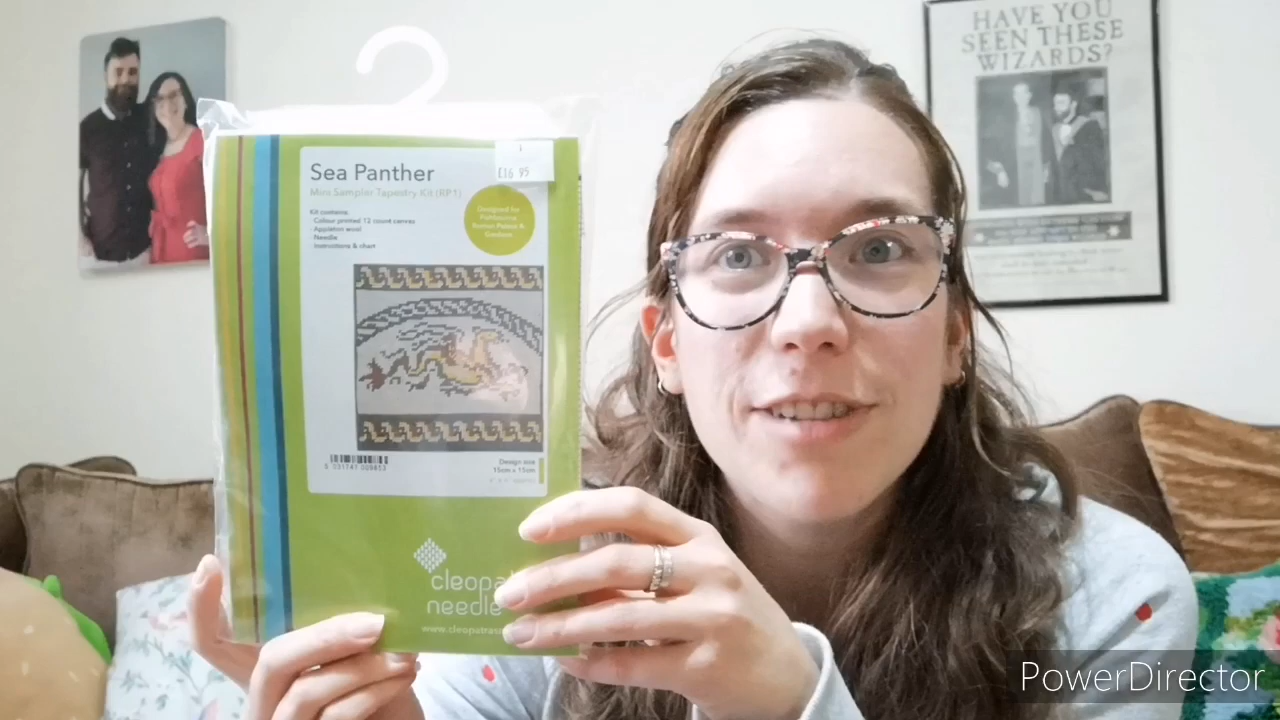 HAVE YOU
SEEN THESE
WIZARDS?
Sea Panther
Mini Sampler Tapestry Kit (RP1)
£16 95
Kit contains:
Colour printed 12 count canvas
Appleton wool
Needle
Instructions & chart
Designed for
Fishbourne
Roman Palace &
Gardens
Design size
15cm x 15cm
cleopat
needle
www.cleopatras
PowerDirector